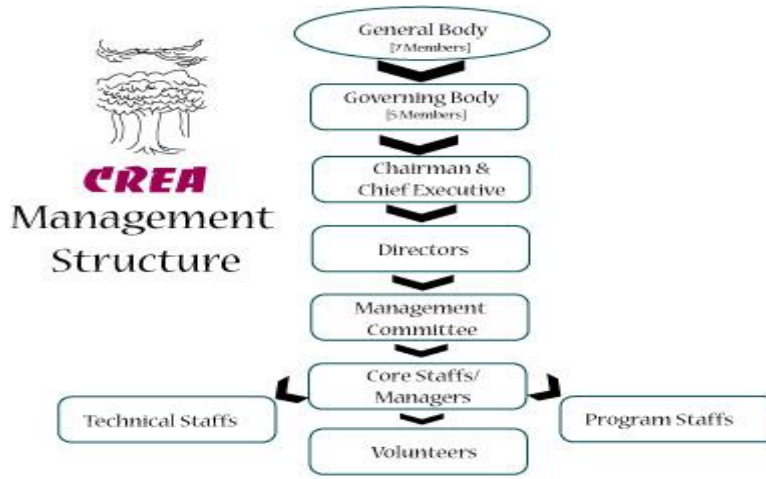 General Body
[7 Members]
Governing Body
[5 Members]
Chairman &
Chief Executive
CREA
Management
Structure
Directors
Management
Committee
Core Staffs/
Managers
Technical Staffs
Program Staffs
Volunteers